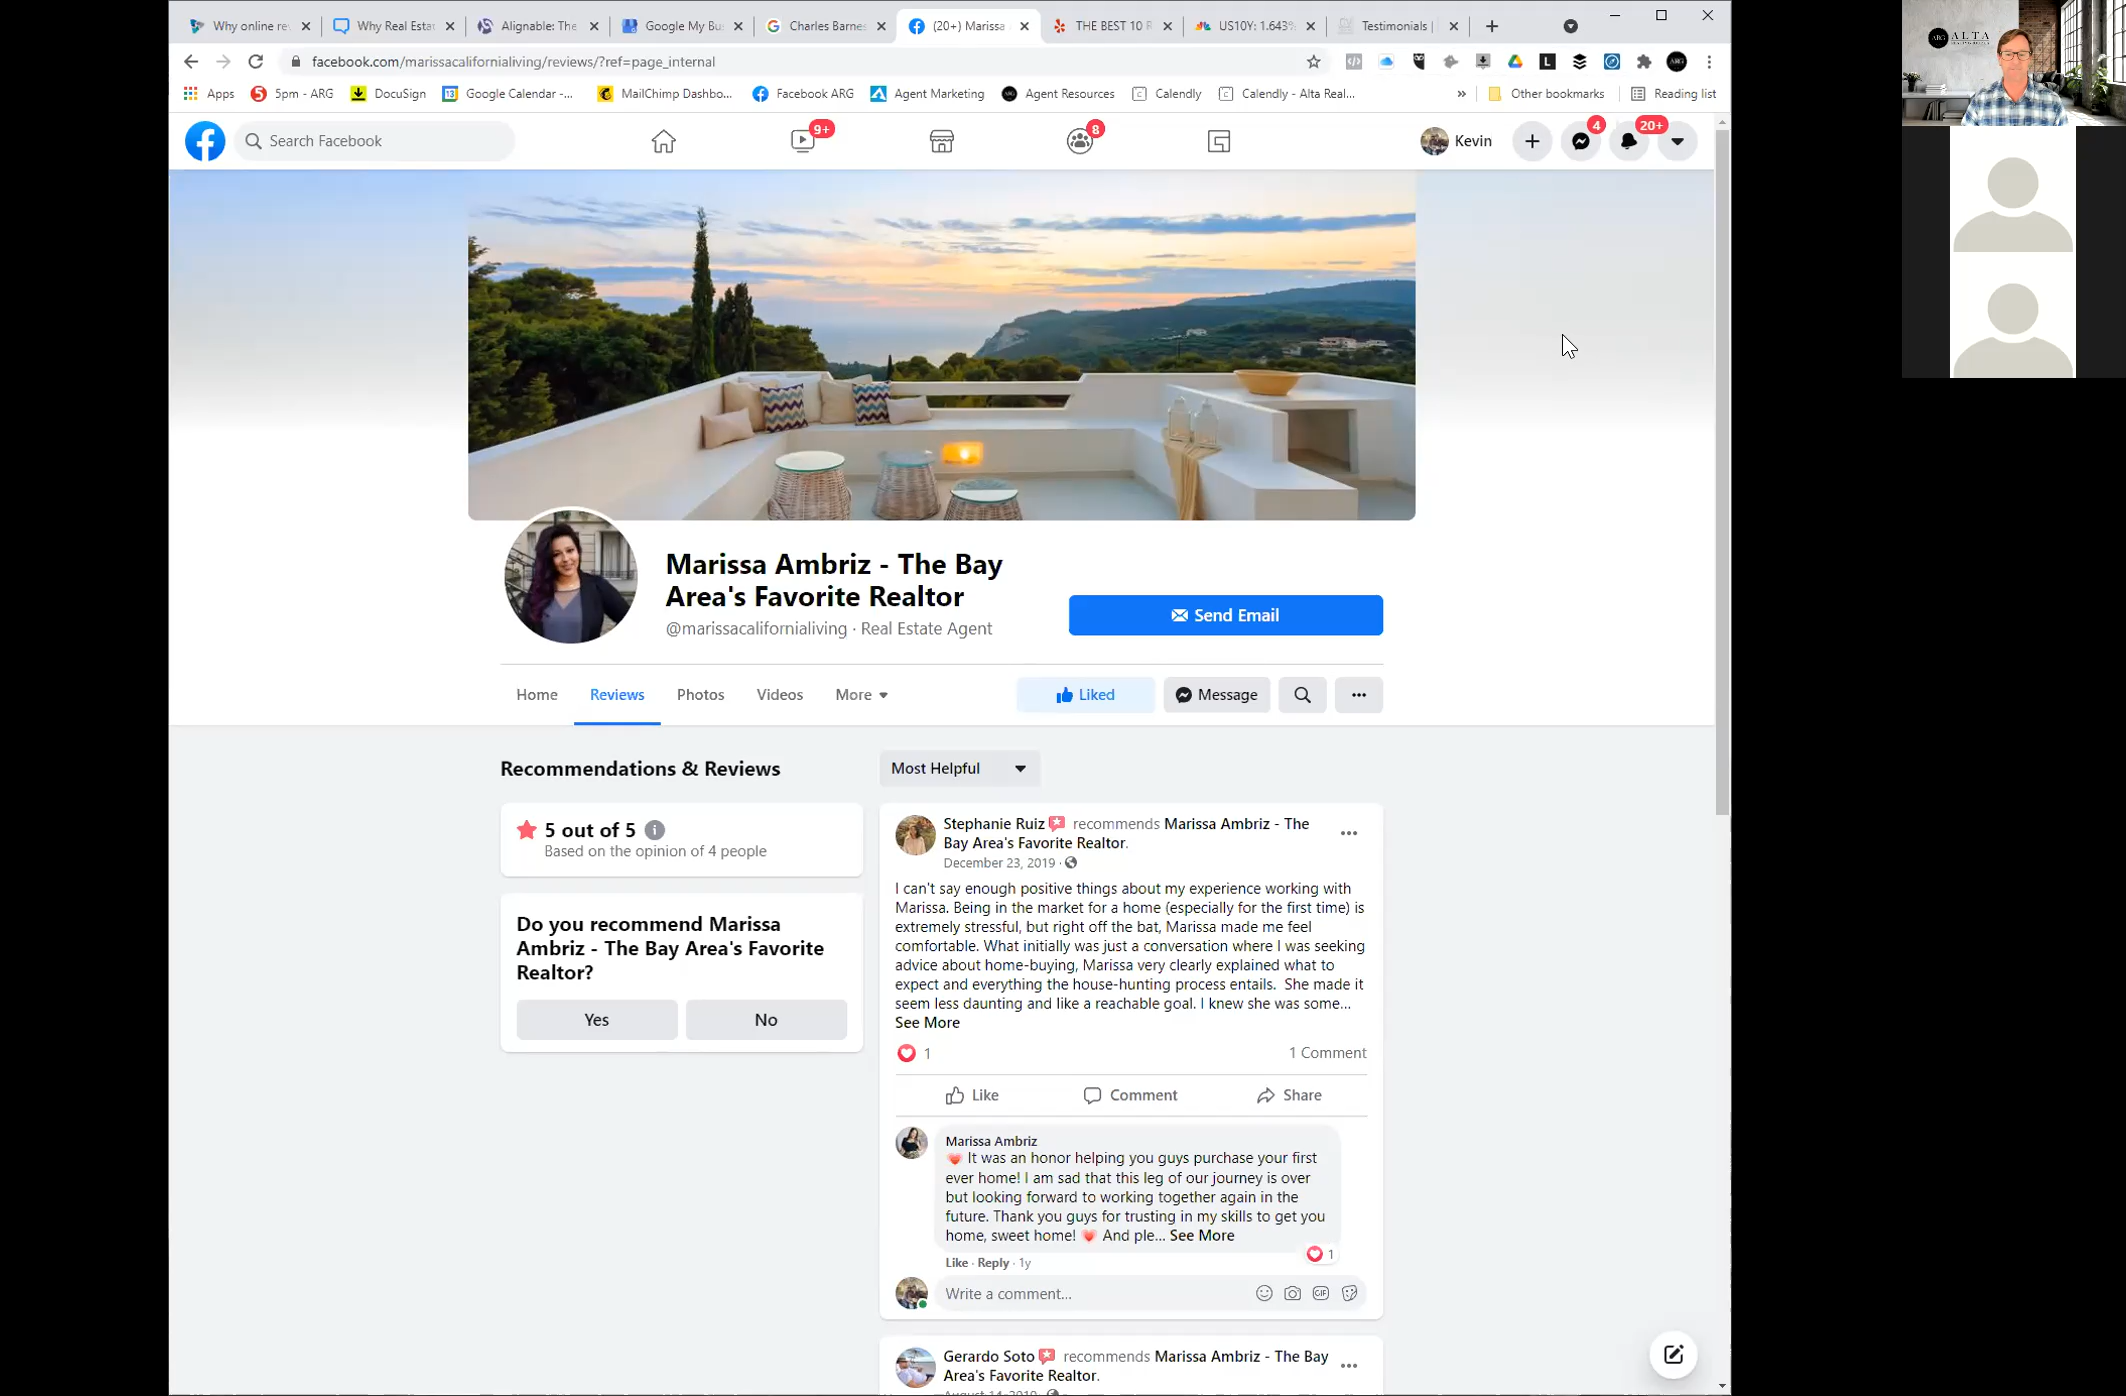 Why online re
Why Real Esta
Alignable: The
Google My Bu
Charles Barnes
(20+) Marissa
THE BEST 10 R
US10Y: 1.643%
Testimonials |
facebook.com/marissacalifornialiving/reviews/?ref=page_internal
Apps
5pm - ARG
DocuSign
Google Calendar -...
MailChimp Dashbo...
Facebook ARG
Agent Marketing
Agent Resources
Calendly
Calendly - Alta Real...
»
Other bookmarks
Reading list
Search Facebook
9+
8
Kevin
4
20+
ALTA
Marissa Ambriz - The Bay
Area's Favorite Realtor
@marissacalifornialiving · Real Estate Agent
Send Email
Home
Reviews
Photos
Videos
More
Liked
Message
Recommendations & Reviews
Most Helpful
5 out of 5
Based on the opinion of 4 people
Do you recommend Marissa
Ambriz - The Bay Area's Favorite
Realtor?
Yes
No
Stephanie Ruiz recommends Marissa Ambriz - The
Bay Area's Favorite Realtor.
December 23, 2019 ·
I can't say enough positive things about my experience working with
Marissa. Being in the market for a home (especially for the first time) is
extremely stressful, but right off the bat, Marissa made me feel
comfortable. What initially was just a conversation where I was seeking
advice about home-buying, Marissa very clearly explained what to
expect and everything the house-hunting process entails. She made it
seem less daunting and like a reachable goal. I knew she was some...
See More
1
1 Comment
Like
Comment
Share
Marissa Ambriz
It was an honor helping you guys purchase your first
ever home! I am sad that this leg of our journey is over
but looking forward to working together again in the
future. Thank you guys for trusting in my skills to get you
home, sweet home! And ple... See More
1
Like · Reply · 1y
Write a comment...
GIF
Gerardo Soto recommends Marissa Ambriz - The Bay
Area's Favorite Realtor.
August 14, 2019